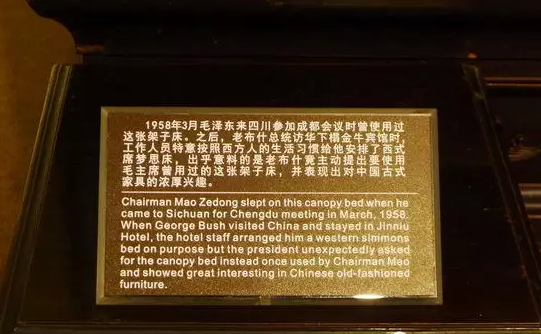 1958年3月毛泽东来四川参加成都会议时曾使用过
这张架子床。之后，老布什总统访华下榻金牛宾馆时，
工作人员特意按照西方人的生活习惯给他安排了西式
席梦思床，出乎意料的是老布什竟主动提出要使用
毛主席曾用过的这张架子床，并表现出对中国古式
家具的浓厚兴趣。
Chairman Mao Zedong slept on this canopy bed when he
came to Sichuan for Chengdu meeting in March, 1958.
When George Bush visited China and stayed in Jinniu
Hotel, the hotel staff arranged him a western simmons
bed on purpose but the president unexpectedly asked
for the canopy bed instead once used by Chairman Mao
and showed great interesting in Chinese old-fashioned
furniture.